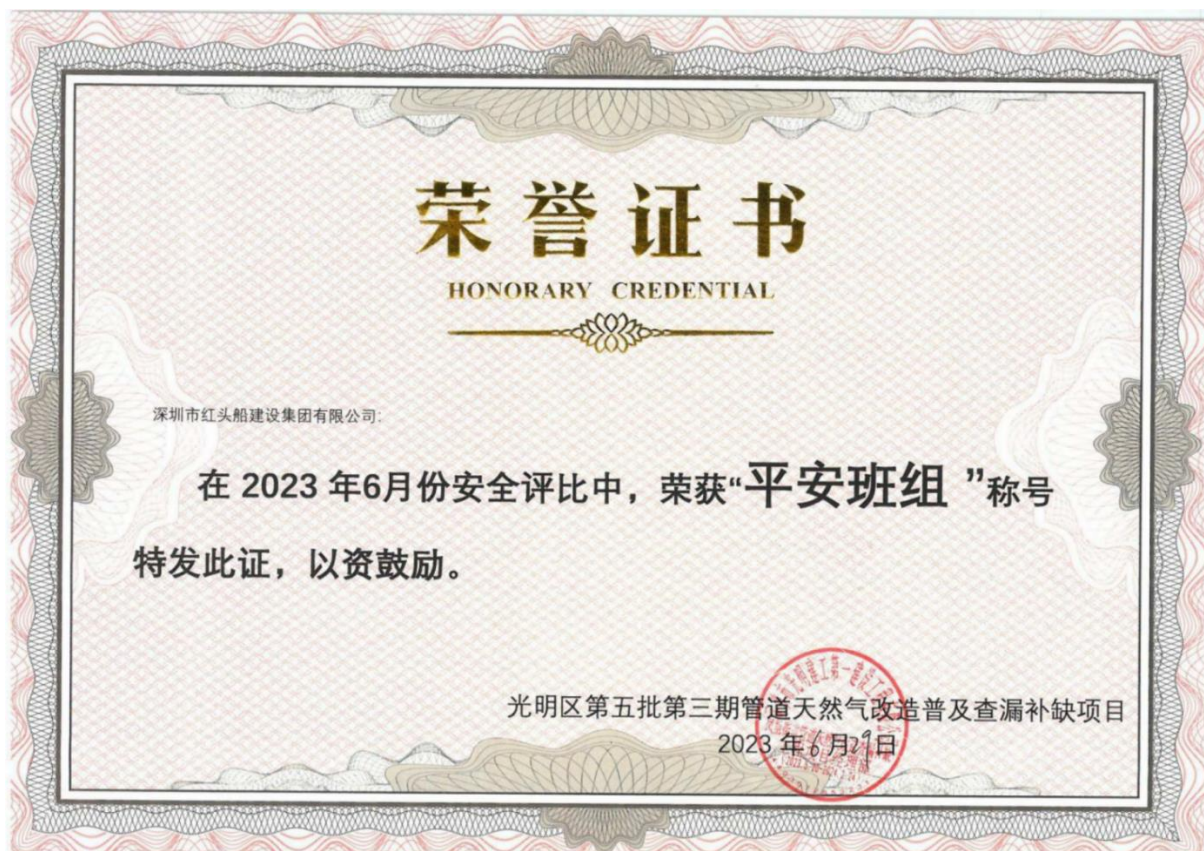 荣誉证书
HONORARY CREDENTIAL
深圳市红头船建设集团有限公司:
在 2023 年6月份安全评比中，荣获“平安班组 ”称号
特发此证，以资鼓励。
光明区第五批第三期管道天然气改造普及查漏补缺项目
2023 年 6 月29日